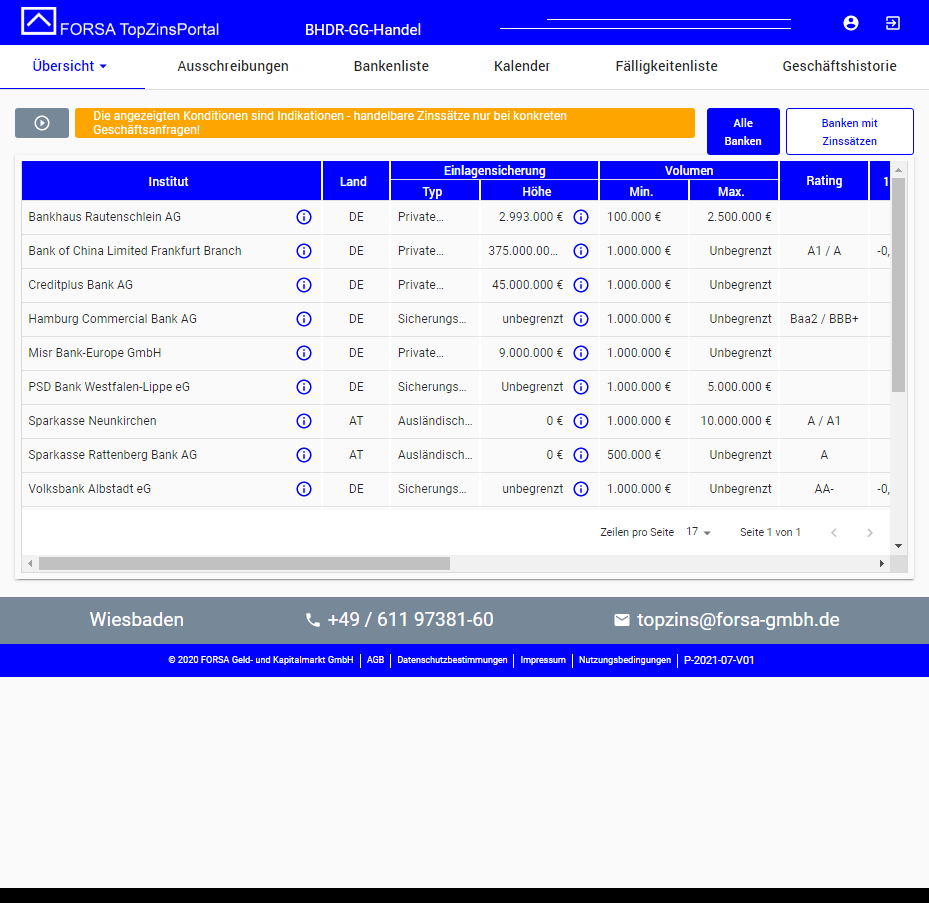 FORSA TopZinsPortal
BHDR-GG-Handel
Übersicht Ausschreibungen Bankenliste Kalender Fälligkeitenliste Geschäftshistorie
Die angezeigten Konditionen sind Indikationen - handelbare Zinssätze nur bei konkreten
Geschäftsanfragen!
Alle
Banken
Banken mit
Zinssätzen
Institut Land Einlagensicherung Volumen Rating 1
Typ Höhe Min. Max.
Bankhaus Rautenschlein AG DE Private... 2.993.000 € 100.000 € 2.500.000 €
Bank of China Limited Frankfurt Branch DE Private... 375.000.00... 1.000.000 € Unbegrenzt A1 / A -0,
Creditplus Bank AG DE Private... 45.000.000 € 1.000.000 € Unbegrenzt
Hamburg Commercial Bank AG DE Sicherungs... unbegrenzt 1.000.000 € Unbegrenzt Baa2 / BBB+
Misr Bank-Europe GmbH DE Private... 9.000.000 € 1.000.000 € Unbegrenzt
PSD Bank Westfalen-Lippe eG DE Sicherungs... Unbegrenzt 1.000.000 € 5.000.000 €
Sparkasse Neunkirchen AT Ausländisch... 0 € 1.000.000 € 10.000.000 € A / A1
Sparkasse Rattenberg Bank AG AT Ausländisch... 0 € 500.000 € Unbegrenzt A
Volksbank Albstadt eG DE Sicherungs... unbegrenzt 1.000.000 € Unbegrenzt AA- -0,
Zeilen pro Seite 17 Seite 1 von 1
Wiesbaden +49 / 611 97381-60 topzins@forsa-gmbh.de
© 2020 FORSA Geld- und Kapitalmarkt GmbH | AGB | Datenschutzbestimmungen | Impressum | Nutzungsbedingungen | P-2021-07-V01